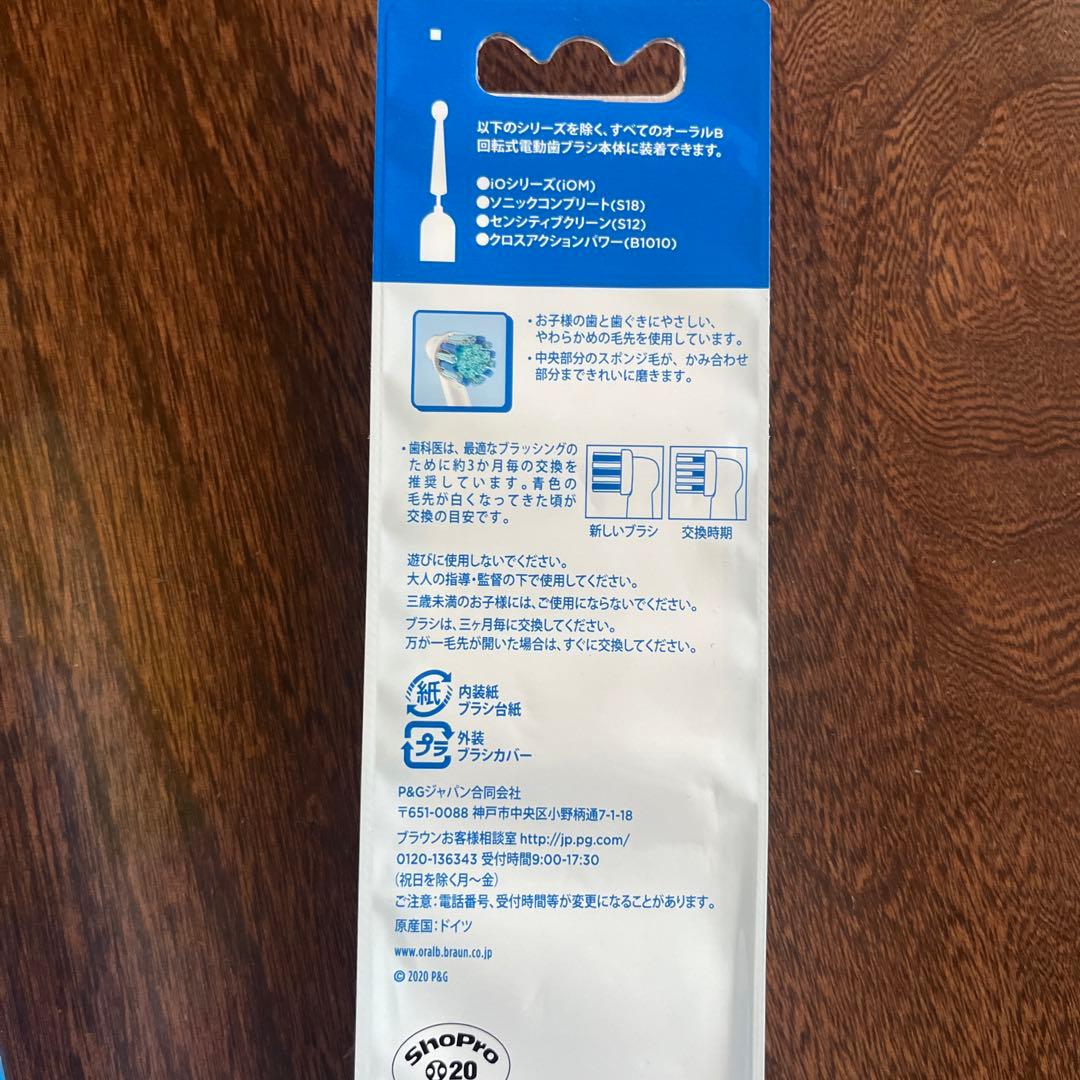 以下のシリーズを除く、すべてのオーラルB
回転式電動歯ブラシ本体に装着できます。
●iOシリーズ(iOM)
●ソニックコンプリート(S18)
●センシティブクリーン(S12)
●クロスアクションパワー(B1010)
・お子様の歯と歯ぐきにやさしい、
やわらかめの毛先を使用しています。
・中央部分のスポンジ毛が、かみ合わせ
部分まできれいに磨きます。
・歯科医は、最適なブラッシングの
ために約3か月毎の交換を
推奨しています。青色の
毛先が白くなってきた頃が
交換の目安です。
新しいブラシ
交換時期
遊びに使用しないでください。
大人の指導・監督の下で使用してください。
三歳未満のお子様には、ご使用にならないでください。
ブラシは、三ヶ月毎に交換してください。
万が一毛先が開いた場合は、すぐに交換してください。
紙
内装紙
ブラシ台紙
プラ
外装
ブラシカバー
P&Gジャパン合同会社
〒651-0088 神戸市中央区小野柄通7-1-18
ブラウンお客様相談室 http://jp.pg.com/
0120-136343 受付時間9:00-17:30
(祝日を除く月〜金)
ご注意:電話番号、受付時間等が変更になることがあります。
原産国:ドイツ
www.oralb.braun.co.jp
© 2020 P&G
ShoPro
20